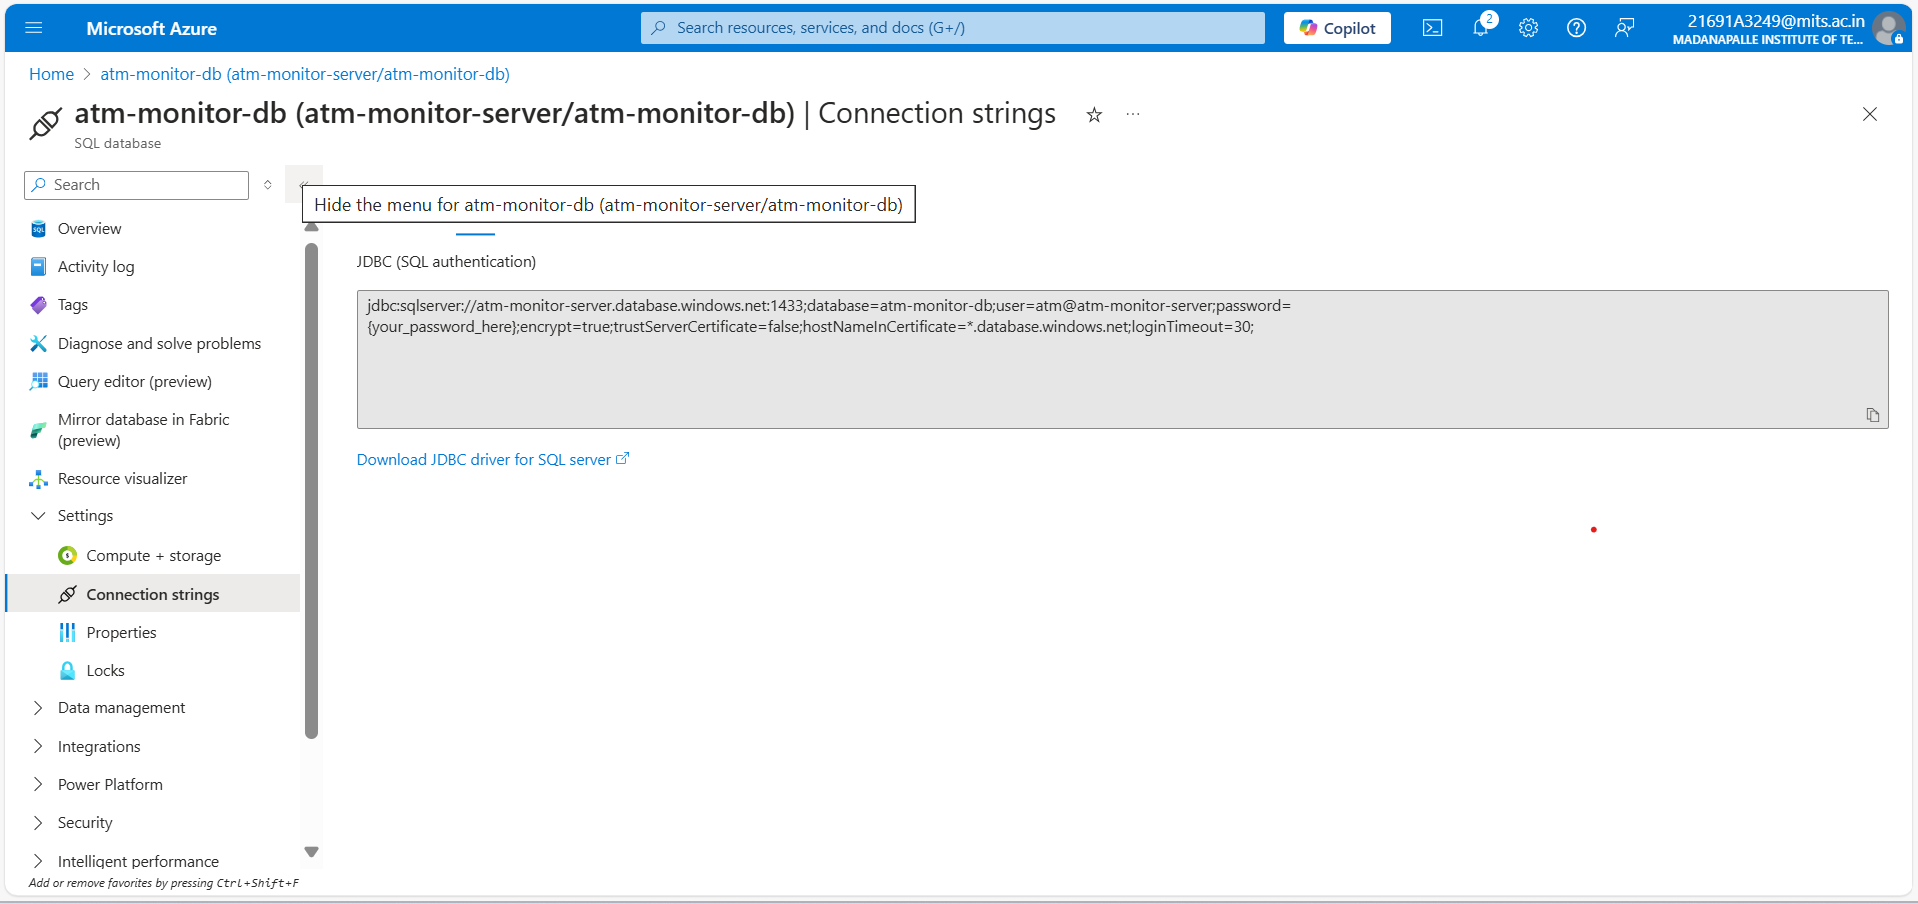 Microsoft Azure
Search resources, services, and docs (G+/)
Copilot
2
21691A3249@mits.ac.in
MADANAPALLE INSTITUTE OF TE...
Home > atm-monitor-db (atm-monitor-server/atm-monitor-db)
atm-monitor-db (atm-monitor-server/atm-monitor-db) | Connection strings
SQL database
Search
Hide the menu for atm-monitor-db (atm-monitor-server/atm-monitor-db)
Overview
Activity log
Tags
Diagnose and solve problems
Query editor (preview)
Mirror database in Fabric
(preview)
Resource visualizer
Settings
Compute + storage
Connection strings
Properties
Locks
Data management
Integrations
Power Platform
Security
Intelligent performance
Add or remove favorites by pressing Ctrl+Shift+F
JDBC (SQL authentication)
jdbc:sqlserver://atm-monitor-server.database.windows.net:1433;database=atm-monitor-db;user=atm@atm-monitor-server;password=
{your_password_here};encrypt=true;trustServerCertificate=false;hostNameInCertificate=*.database.windows.net;loginTimeout=30;
Download JDBC driver for SQL server